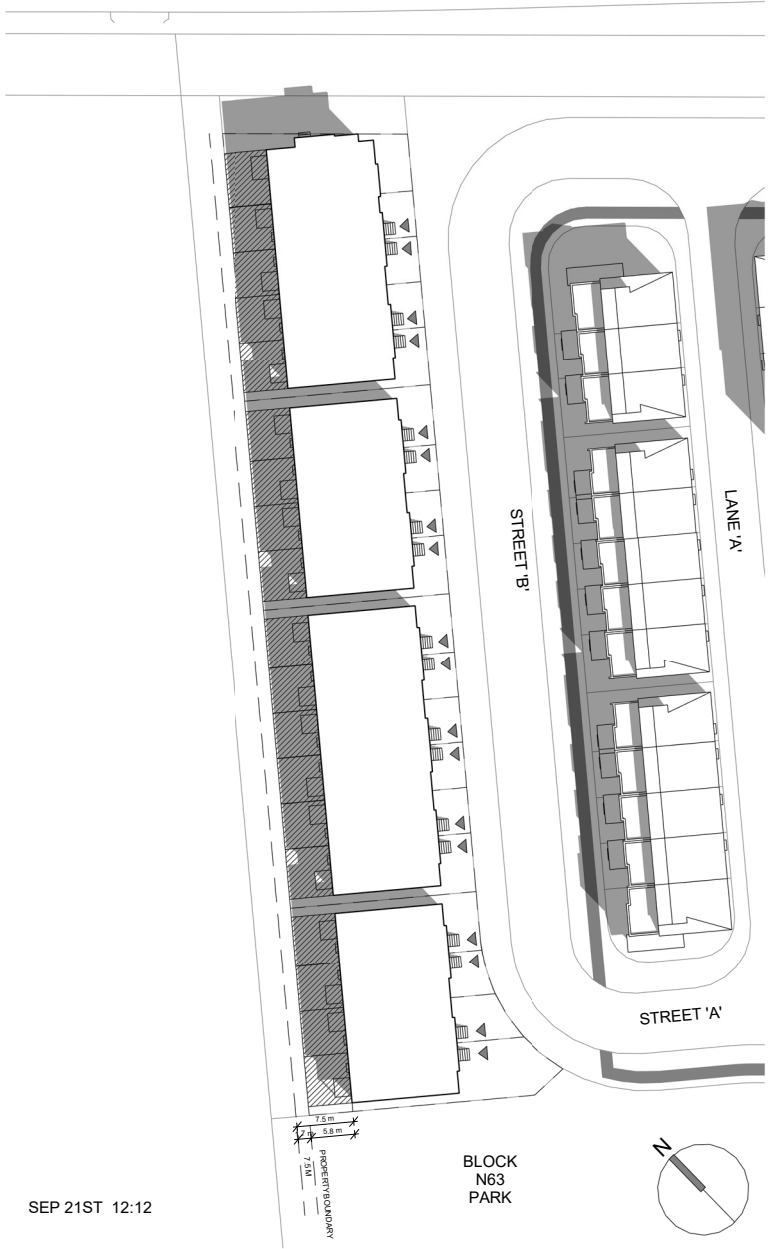 STREET 'B'
LANE 'A'
STREET 'A'
7.5 m
5.8 m
7.5 M
PROPERTY BOUNDARY
BLOCK
N63
PARK
N
SEP 21ST 12:12